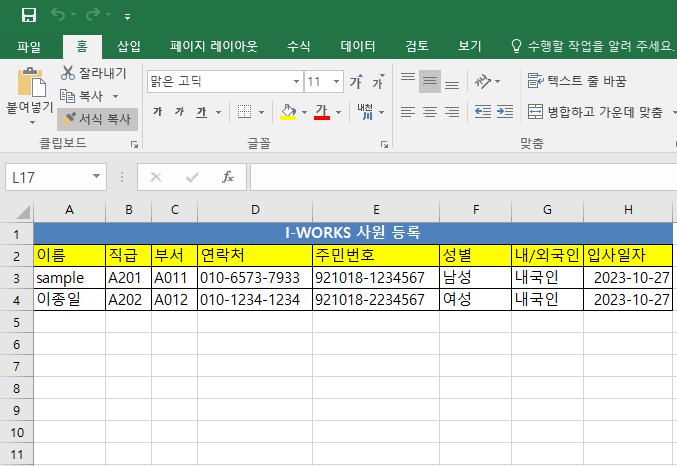 파일 홈 삽입 페이지 레이아웃 수식 데이터 검토 보기 수행할 작업을 알려 주세요.
붙여넣기
잘라내기
복사
서식 복사
클립보드
맑은 고딕 11 가 가
가 가 가 가 내천
글꼴
텍스트 줄 바꿈
병합하고 가운데 맞춤
맞춤
L17 fx
A B C D E F G H
1 I-WORKS 사원 등록
2 이름 직급 부서 연락처 주민번호 성별 내/외국인 입사일자
3 sample A201 A011 010-6573-7933 921018-1234567 남성 내국인 2023-10-27
4 이종일 A202 A012 010-1234-1234 921018-2234567 여성 내국인 2023-10-27
5
6
7
8
9
10
11